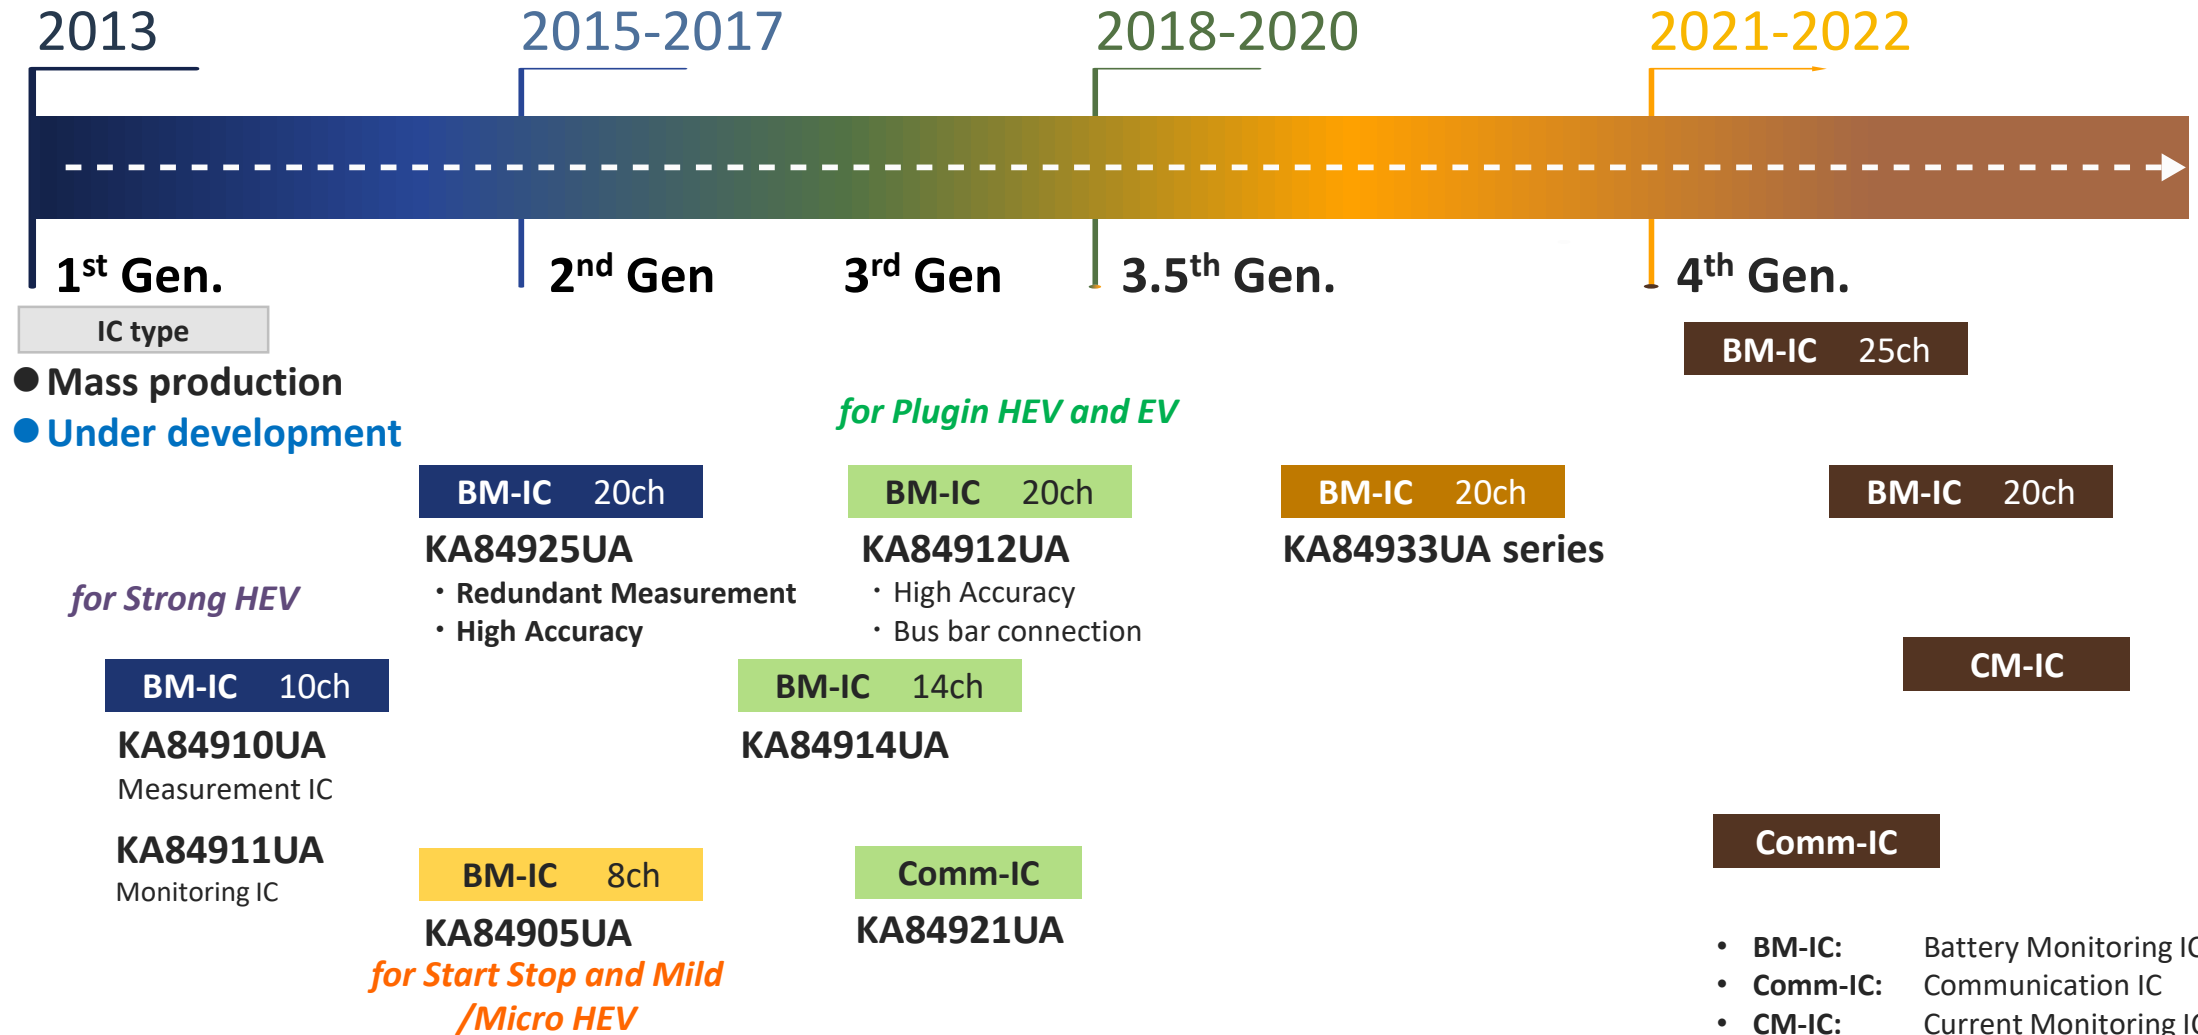 2013
2015-2017
2018-2020
2021-2022
1st Gen.
2nd Gen
3rd Gen
3.5th Gen.
4th Gen.
IC type
● Mass production
● Under development
BM-IC 25ch
for Plugin HEV and EV
BM-IC 20ch
KA84925UA
・Redundant Measurement
・High Accuracy
BM-IC 20ch
KA84912UA
・High Accuracy
・Bus bar connection
BM-IC 20ch
KA84933UA series
BM-IC 20ch
for Strong HEV
BM-IC 10ch
KA84910UA
Measurement IC
KA84911UA
Monitoring IC
BM-IC 14ch
KA84914UA
CM-IC
BM-IC 8ch
KA84905UA
for Start Stop and Mild
/Micro HEV
Comm-IC
KA84921UA
Comm-IC
• BM-IC: Battery Monitoring IC
• Comm-IC: Communication IC
• CM-IC: Current Monitoring IC